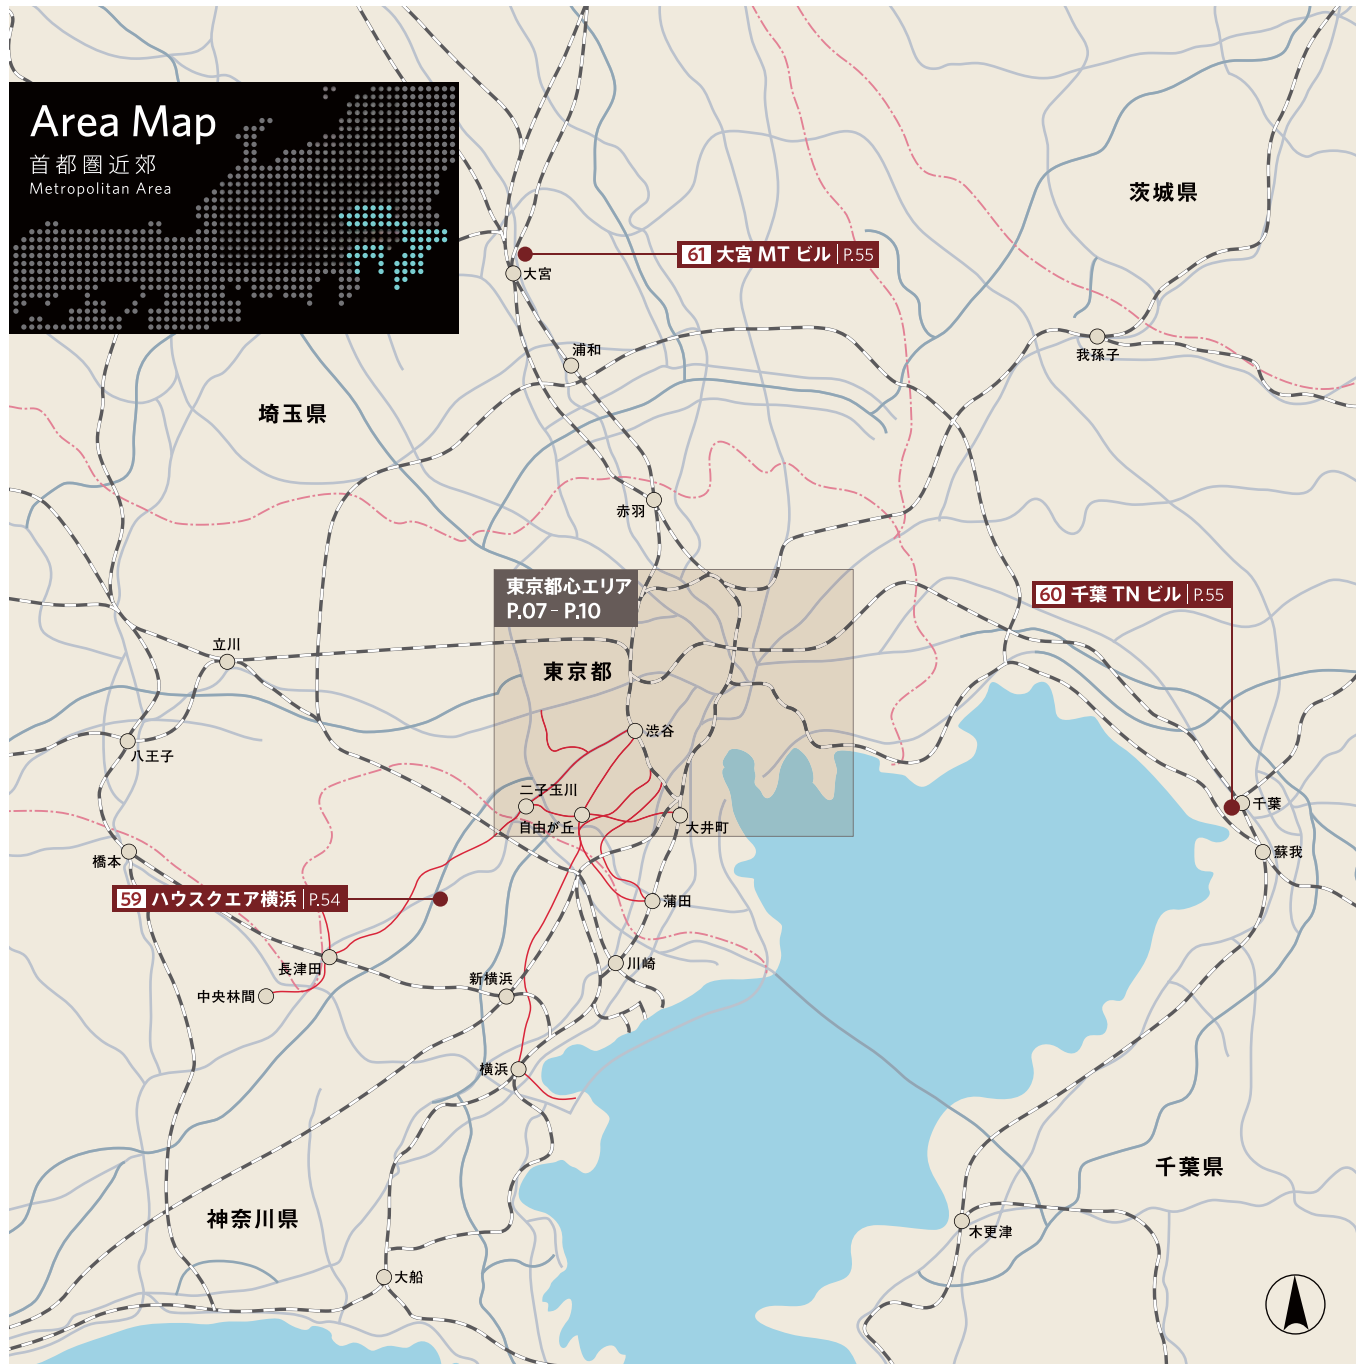 Area Map
首都圏近郊
Metropolitan Area
茨城県
61 大宮 MT ビル P.55
大宮
浦和
我孫子
埼玉県
赤羽
東京都心エリア
P.07 – P.10
60 千葉 TN ビル P.55
立川
東京都
渋谷
八王子
二子玉川
自由が丘
大井町
千葉
橋本
蘇我
59 ハウスクエア横浜 P.54
蒲田
長津田
川崎
新横浜
中央林間
横浜
千葉県
神奈川県
木更津
大船